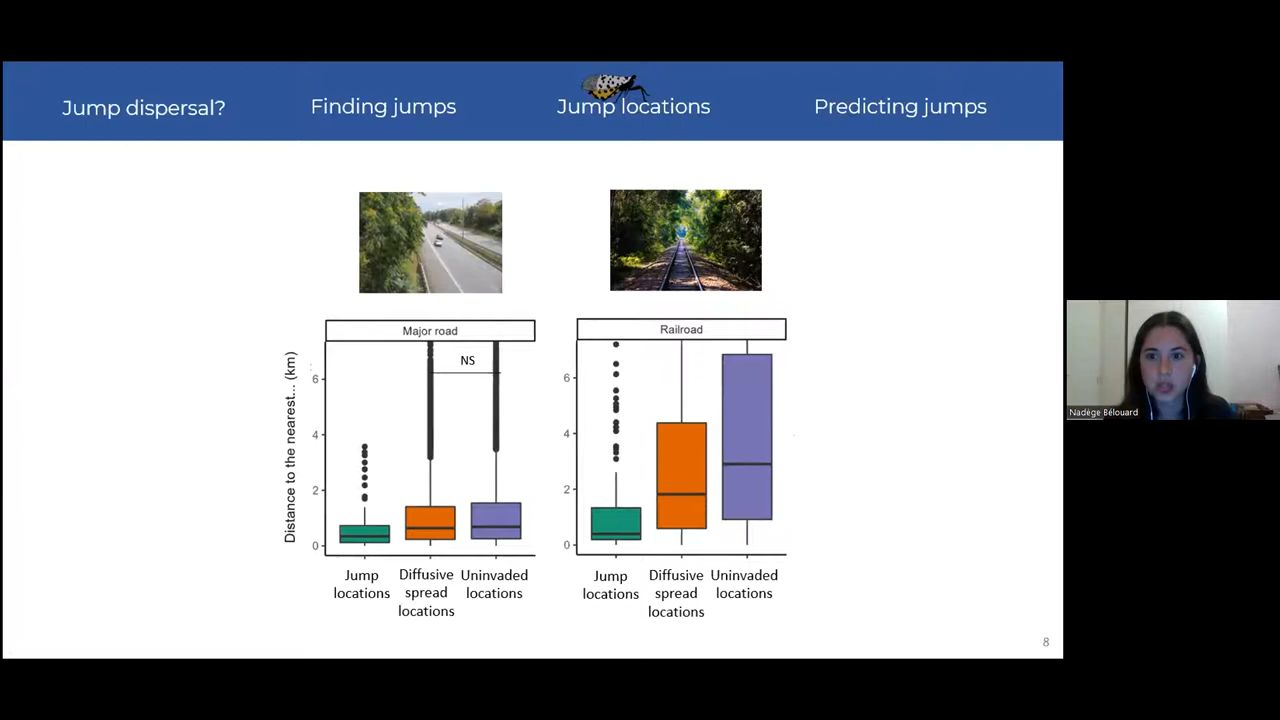 Jump dispersal?
Finding jumps
Jump locations
Predicting jumps
Major road
Railroad
Distance to the nearest... (km)
NS
6
4
2
0
6
4
2
0
Jump
locations
Diffusive
spread
locations
Uninvaded
locations
Jump
locations
Diffusive
spread
locations
Uninvaded
locations
8
Nadège Bélouard